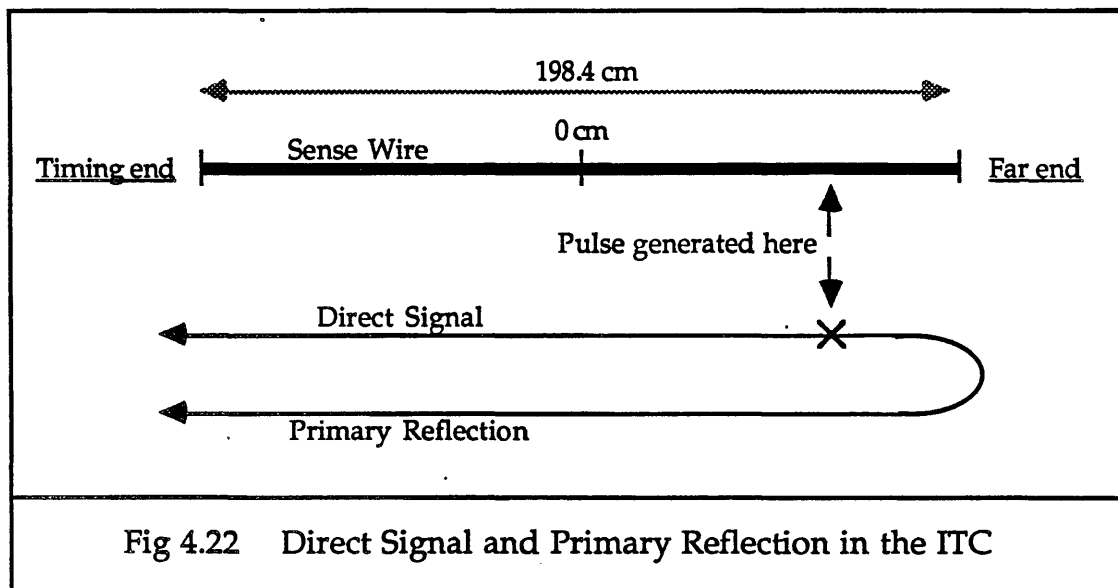 198.4 cm
0 cm
Sense Wire
Timing end
Far end
Pulse generated here
Direct Signal
Primary Reflection
Fig 4.22 Direct Signal and Primary Reflection in the ITC